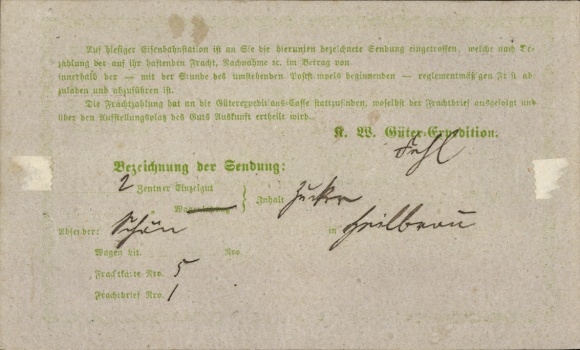 Auf hiesiger Eisenbahnstation ist an Sie die hierunten bezeichnete Sendung eingetroffen, welche nach Be-
zahlung der auf ihr haftenden Fracht, Nachnahme ꝛc. im Betrag von
innerhalb der — mit der Stunde des umstehenden Poststempels beginnenden — reglementmäßigen Frist ab
zuladen und abzuführen ist.
Die Frachtzahlung hat an die Güterexpeditions-Casse stattzufinden, woselbst der Frachtbrief ausgefolgt und
über den Aufstellungsplatz des Guts Auskunft ertheilt wird.
K. W. Güter-Expedition.
Fehl
Bezeichnung der Sendung:
2 Zentner Einzelgut
Inhalt Zucker
Absender: Schön in Heilbronn
Wagen lit. Nro.
Frachtkarte Nro. 5
Frachtbrief Nro. 1